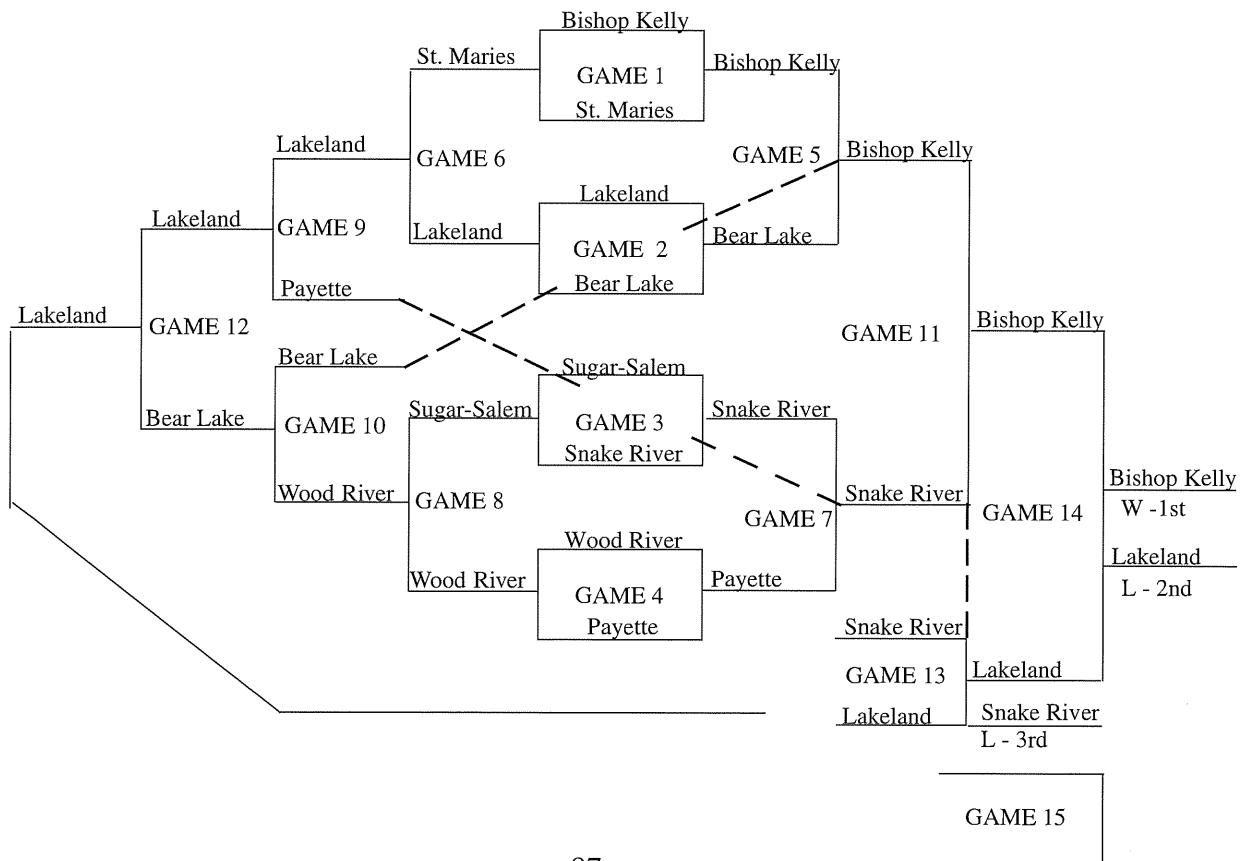 Bishop Kelly
St. Maries
GAME 1
Bishop Kelly
St. Maries
Lakeland
GAME 6
GAME 5
Bishop Kelly
Lakeland
Lakeland
GAME 9
Lakeland
GAME 2
Bear Lake
Bear Lake
Payette
Lakeland
GAME 12
GAME 11
Bishop Kelly
Bear Lake
Sugar-Salem
Bear Lake
GAME 10
Sugar-Salem
GAME 3
Snake River
Snake River
Wood River
GAME 8
Snake River
GAME 7
GAME 14
Bishop Kelly
W -1st
Wood River
Wood River
GAME 4
Payette
Payette
Lakeland
L - 2nd
Snake River
GAME 13
Lakeland
Lakeland
Snake River
L - 3rd
GAME 15